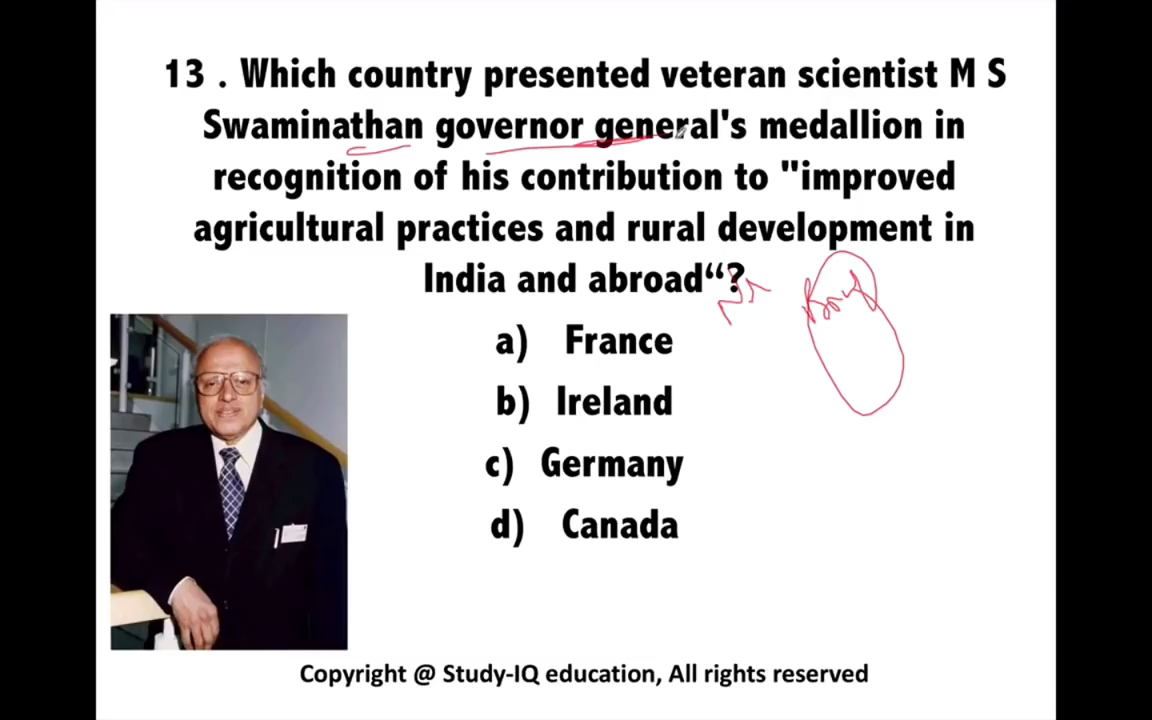 13 . Which country presented veteran scientist M S
Swaminathan governor general's medallion in
recognition of his contribution to "improved
agricultural practices and rural development in
India and abroad“?
a) France
b) Ireland
c) Germany
d) Canada
Copyright @ Study-IQ education, All rights reserved